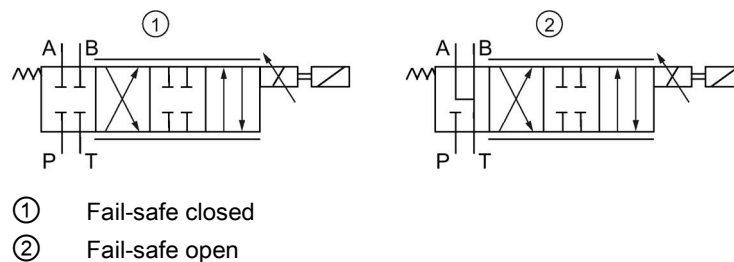 ① ②
A B A B
P T P T
① Fail-safe closed
② Fail-safe open